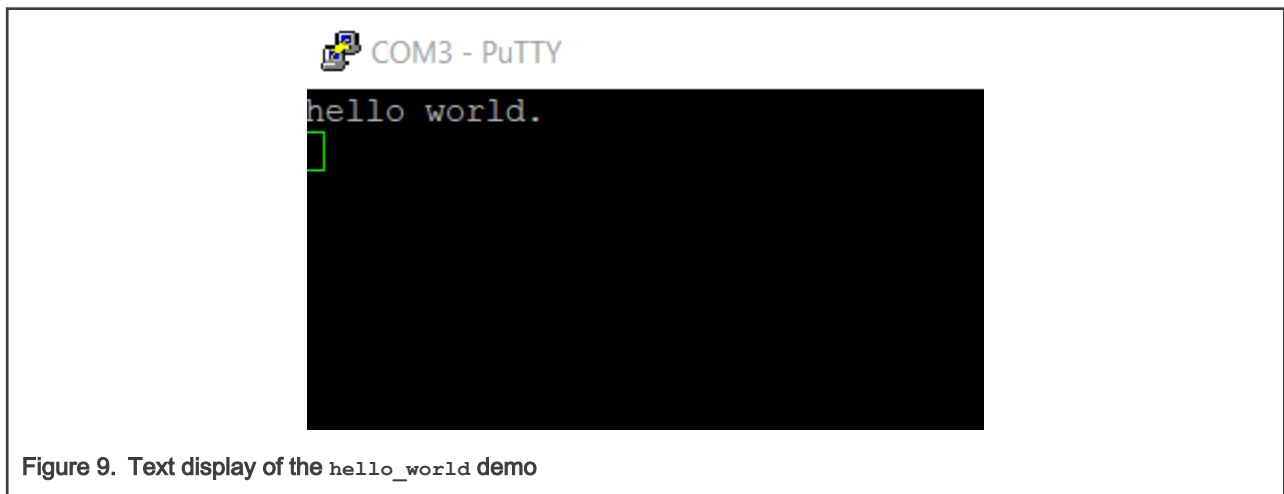 COM3 - PuTTY
hello world.
Figure 9. Text display of the hello_world demo